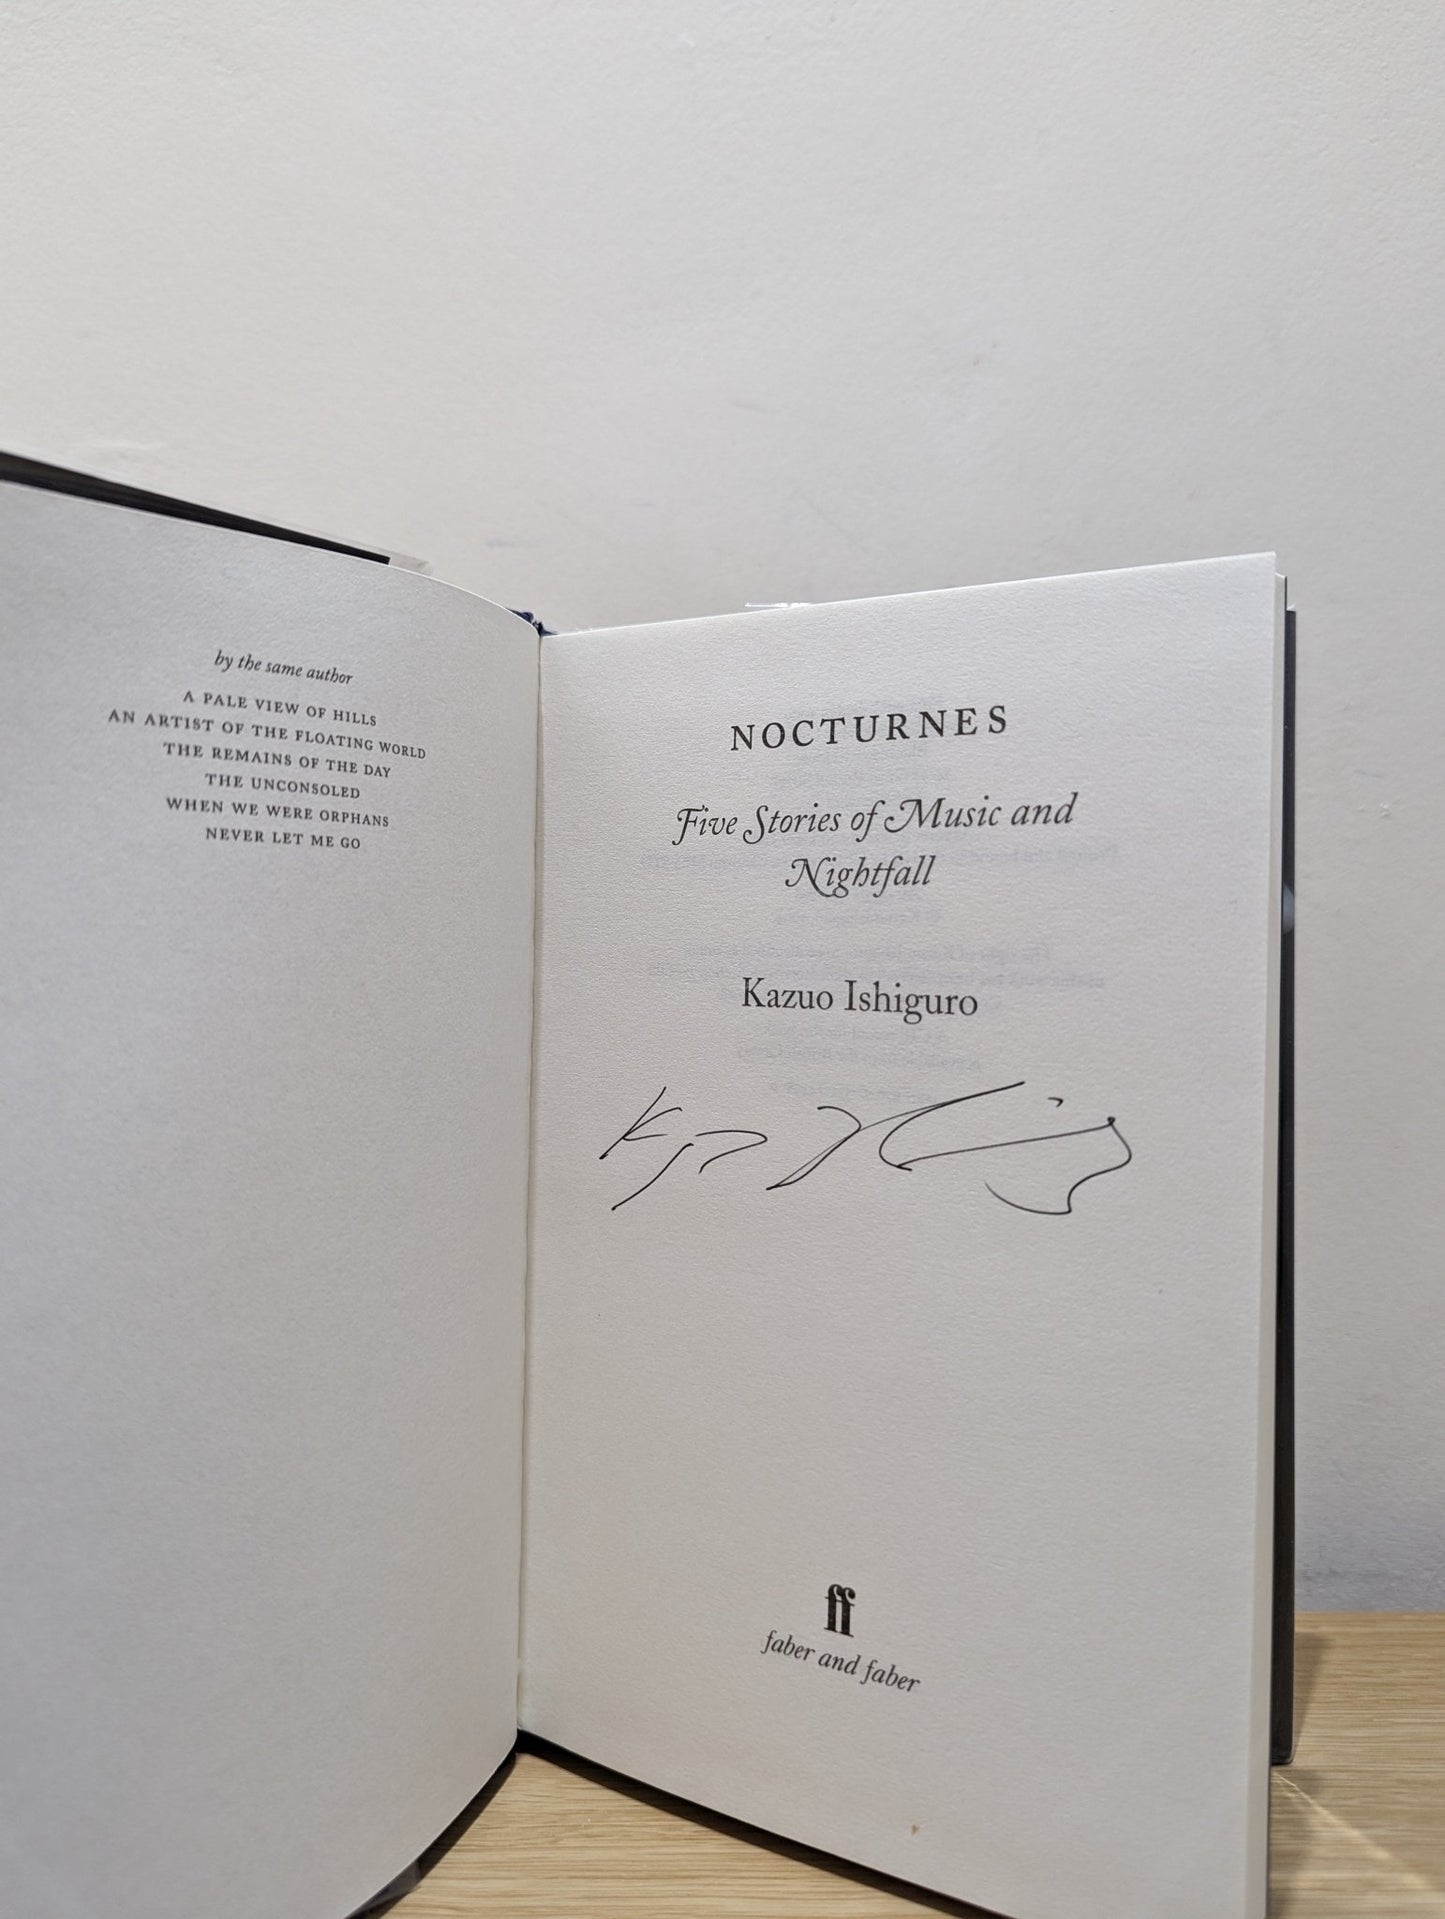 by the same author
A PALE VIEW OF HILLS
AN ARTIST OF THE FLOATING WORLD
THE REMAINS OF THE DAY
THE UNCONSOLED
WHEN WE WERE ORPHANS
NEVER LET ME GO
NOCTURNES
Five Stories of Music and
Nightfall
Kazuo Ishiguro
ff
faber and faber